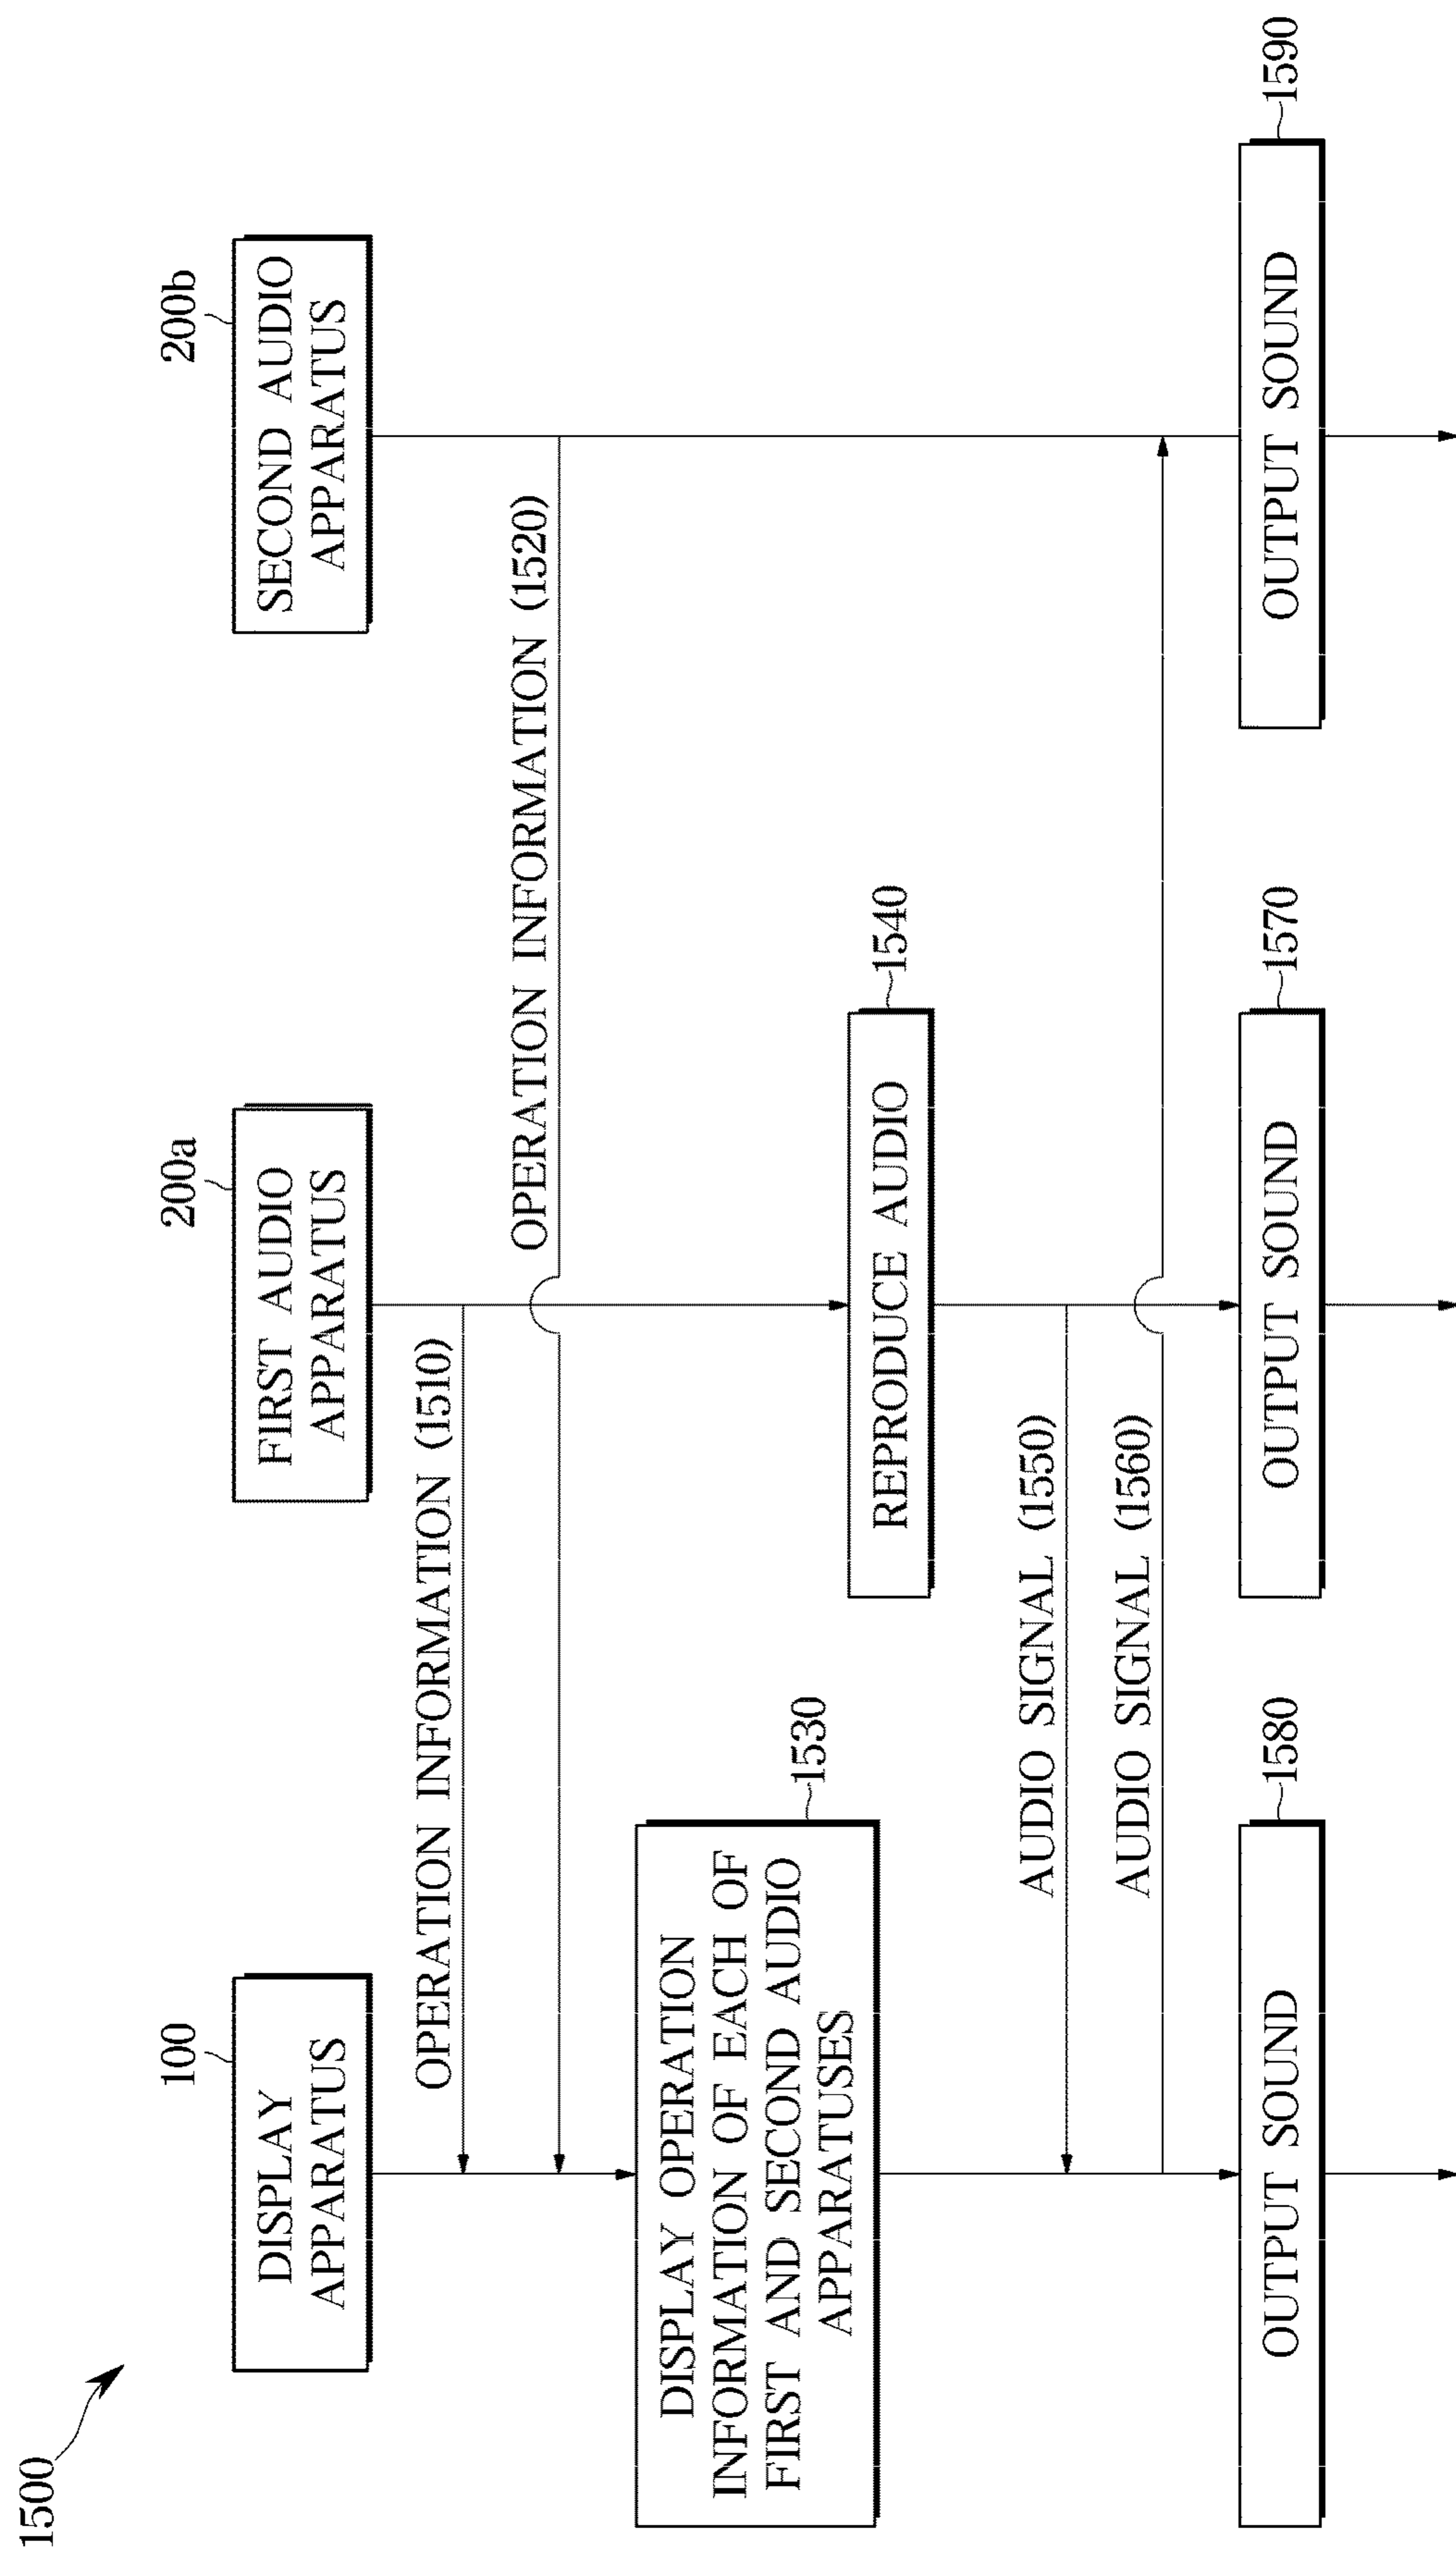 1500
100
200a
200b
DISPLAY
APPARATUS
FIRST AUDIO
APPARATUS
SECOND AUDIO
APPARATUS
OPERATION INFORMATION (1510)
OPERATION INFORMATION (1520)
1530
DISPLAY OPERATION
INFORMATION OF EACH OF
FIRST AND SECOND AUDIO
APPARATUSES
1540
REPRODUCE AUDIO
AUDIO SIGNAL (1550)
AUDIO SIGNAL (1560)
1580
OUTPUT SOUND
1570
OUTPUT SOUND
1590
OUTPUT SOUND